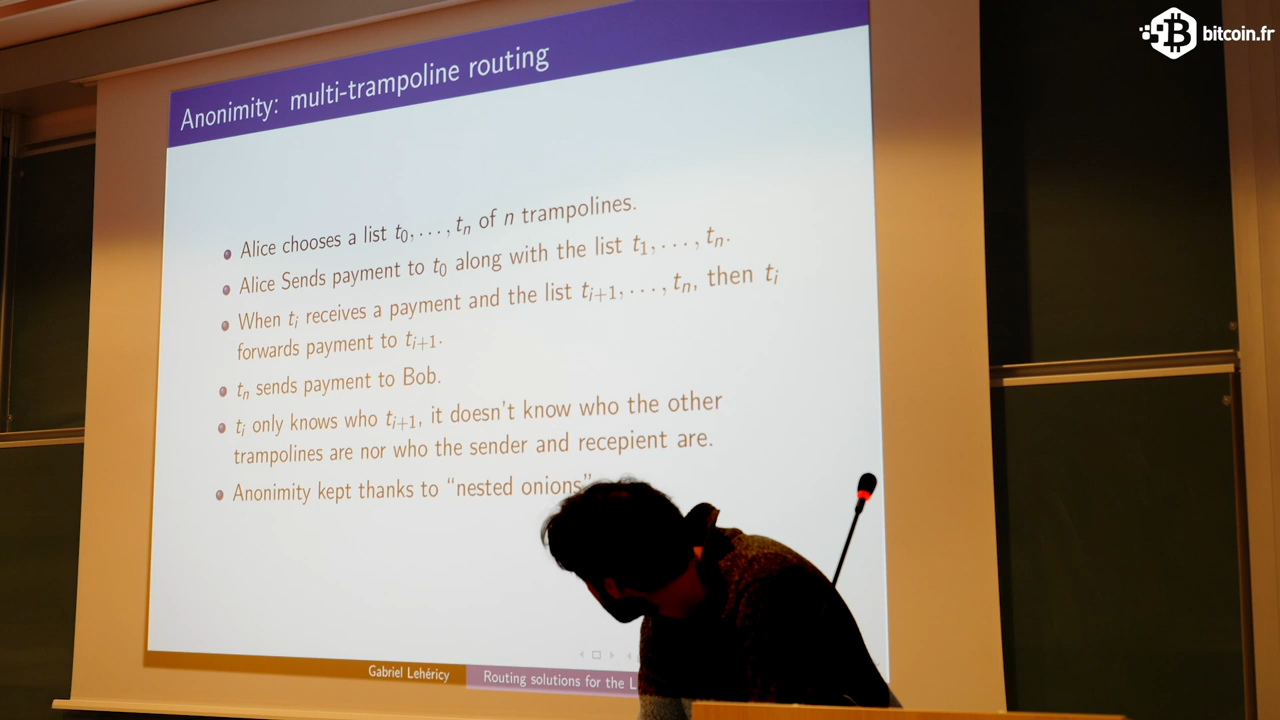 bitcoin.fr
Anonimity: multi-trampoline routing
Alice chooses a list t₀, . . . , tₙ of n trampolines.
Alice Sends payment to t₀ along with the list t₁, . . . , tₙ.
When tᵢ receives a payment and the list tᵢ₊₁, . . . , tₙ, then tᵢ
forwards payment to tᵢ₊₁.
tₙ sends payment to Bob.
tᵢ only knows who tᵢ₊₁, it doesn't know who the other
trampolines are nor who the sender and recepient are.
Anonimity kept thanks to “nested onions”
Gabriel Lehéricy
Routing solutions for the L